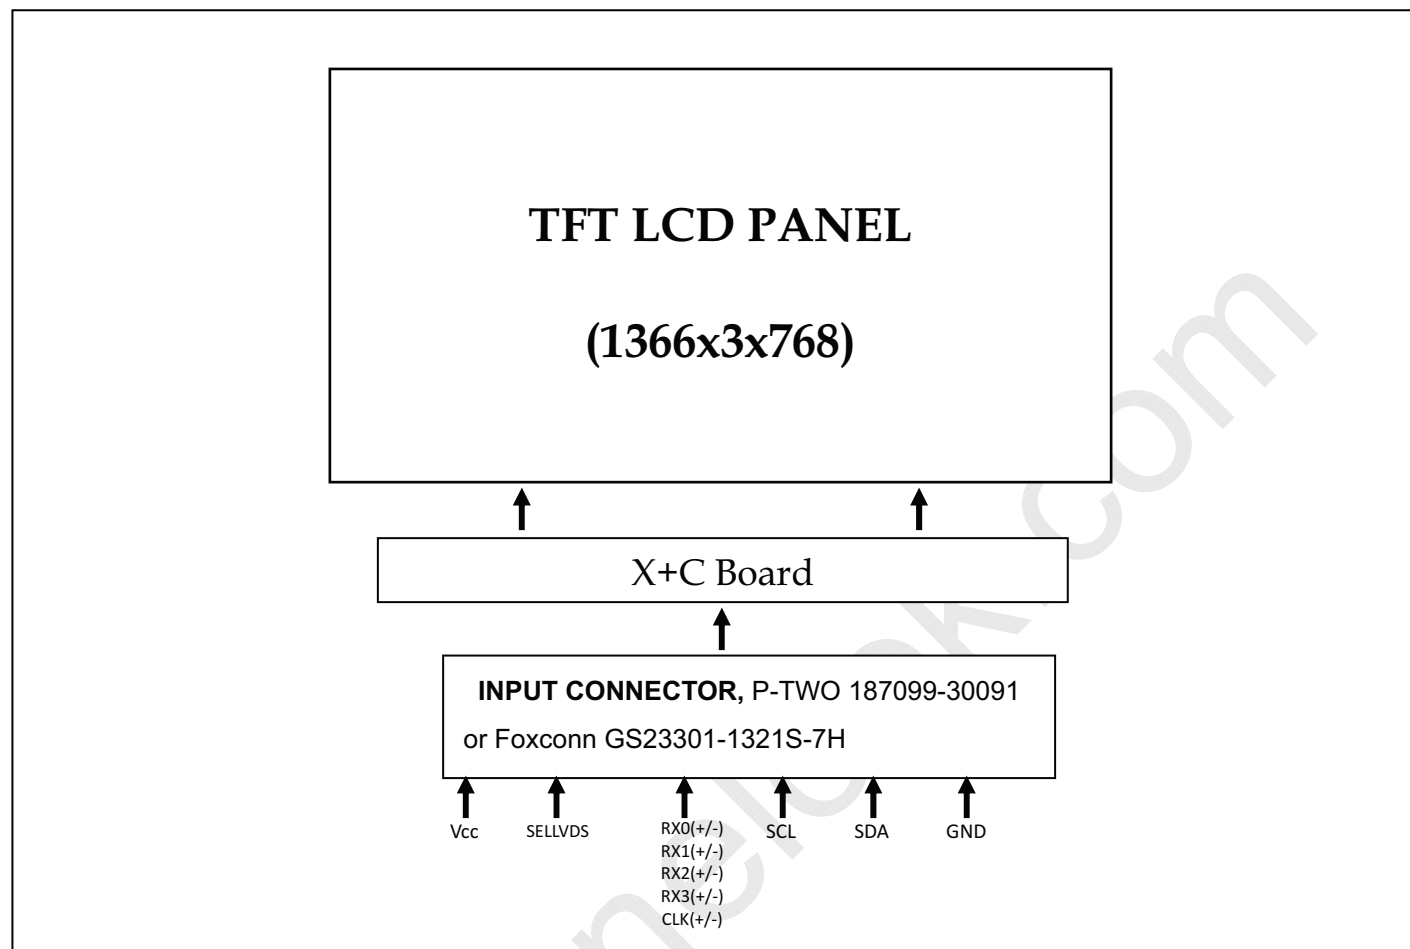 TFT LCD PANEL
(1366x3x768)
X+C Board
INPUT CONNECTOR, P-TWO 187099-30091
or Foxconn GS23301-1321S-7H
Vcc SELLVDS RX0(+/-) SCL SDA GND
RX1(+/-)
RX2(+/-)
RX3(+/-)
CLK(+/-)